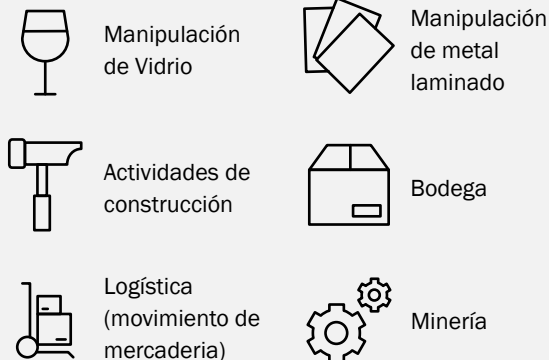 Manipulación
de Vidrio
Manipulación
de metal
laminado
Actividades de
construcción
Bodega
Logística
(movimiento de
mercaderia)
Minería